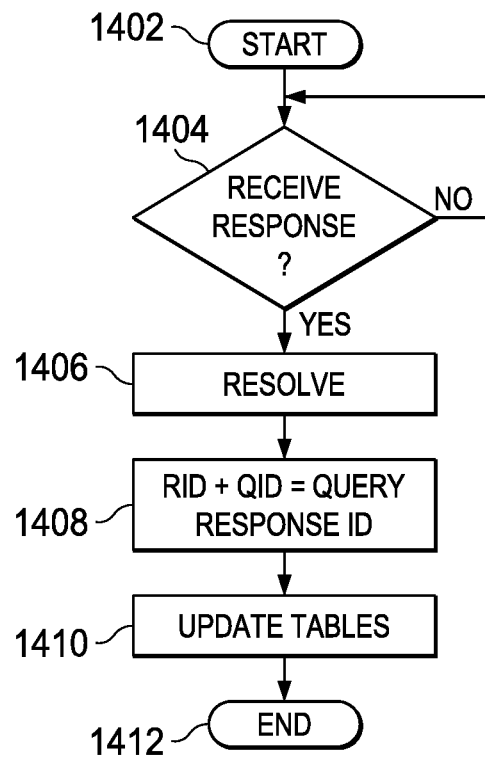 1402
START
1404
RECEIVE
RESPONSE
?
NO
YES
1406
RESOLVE
1408
RID + QID = QUERY
RESPONSE ID
1410
UPDATE TABLES
1412
END